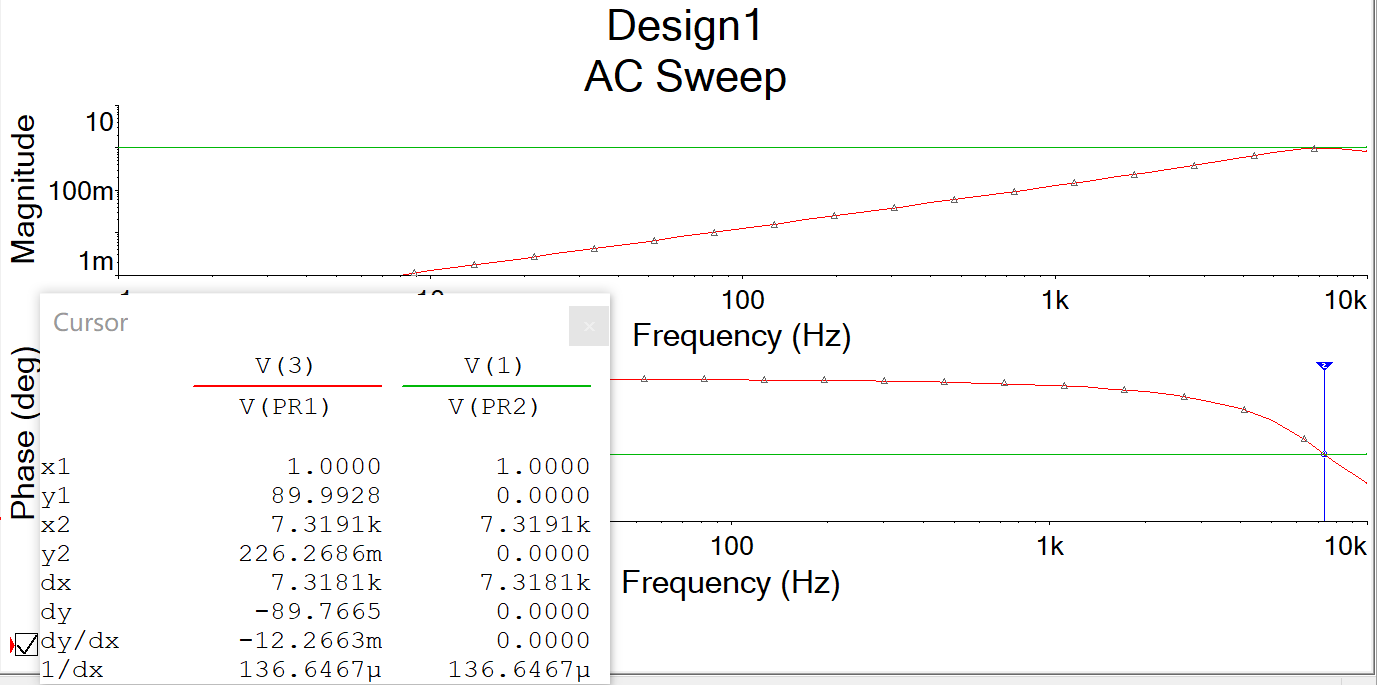 Design1
AC Sweep
Magnitude
10
100m
1m
100
1k
10k
Frequency (Hz)
Cursor
V(3) V(1)
V(PR1) V(PR2)
x1 1.0000 1.0000
y1 89.9928 0.0000
x2 7.3191k 7.3191k
y2 226.2686m 0.0000
dx 7.3181k 7.3181k
dy -89.7665 0.0000
dy/dx -12.2663m 0.0000
1/dx 136.6467µ 136.6467µ
Phase (deg)
2
100
1k
10k
Frequency (Hz)